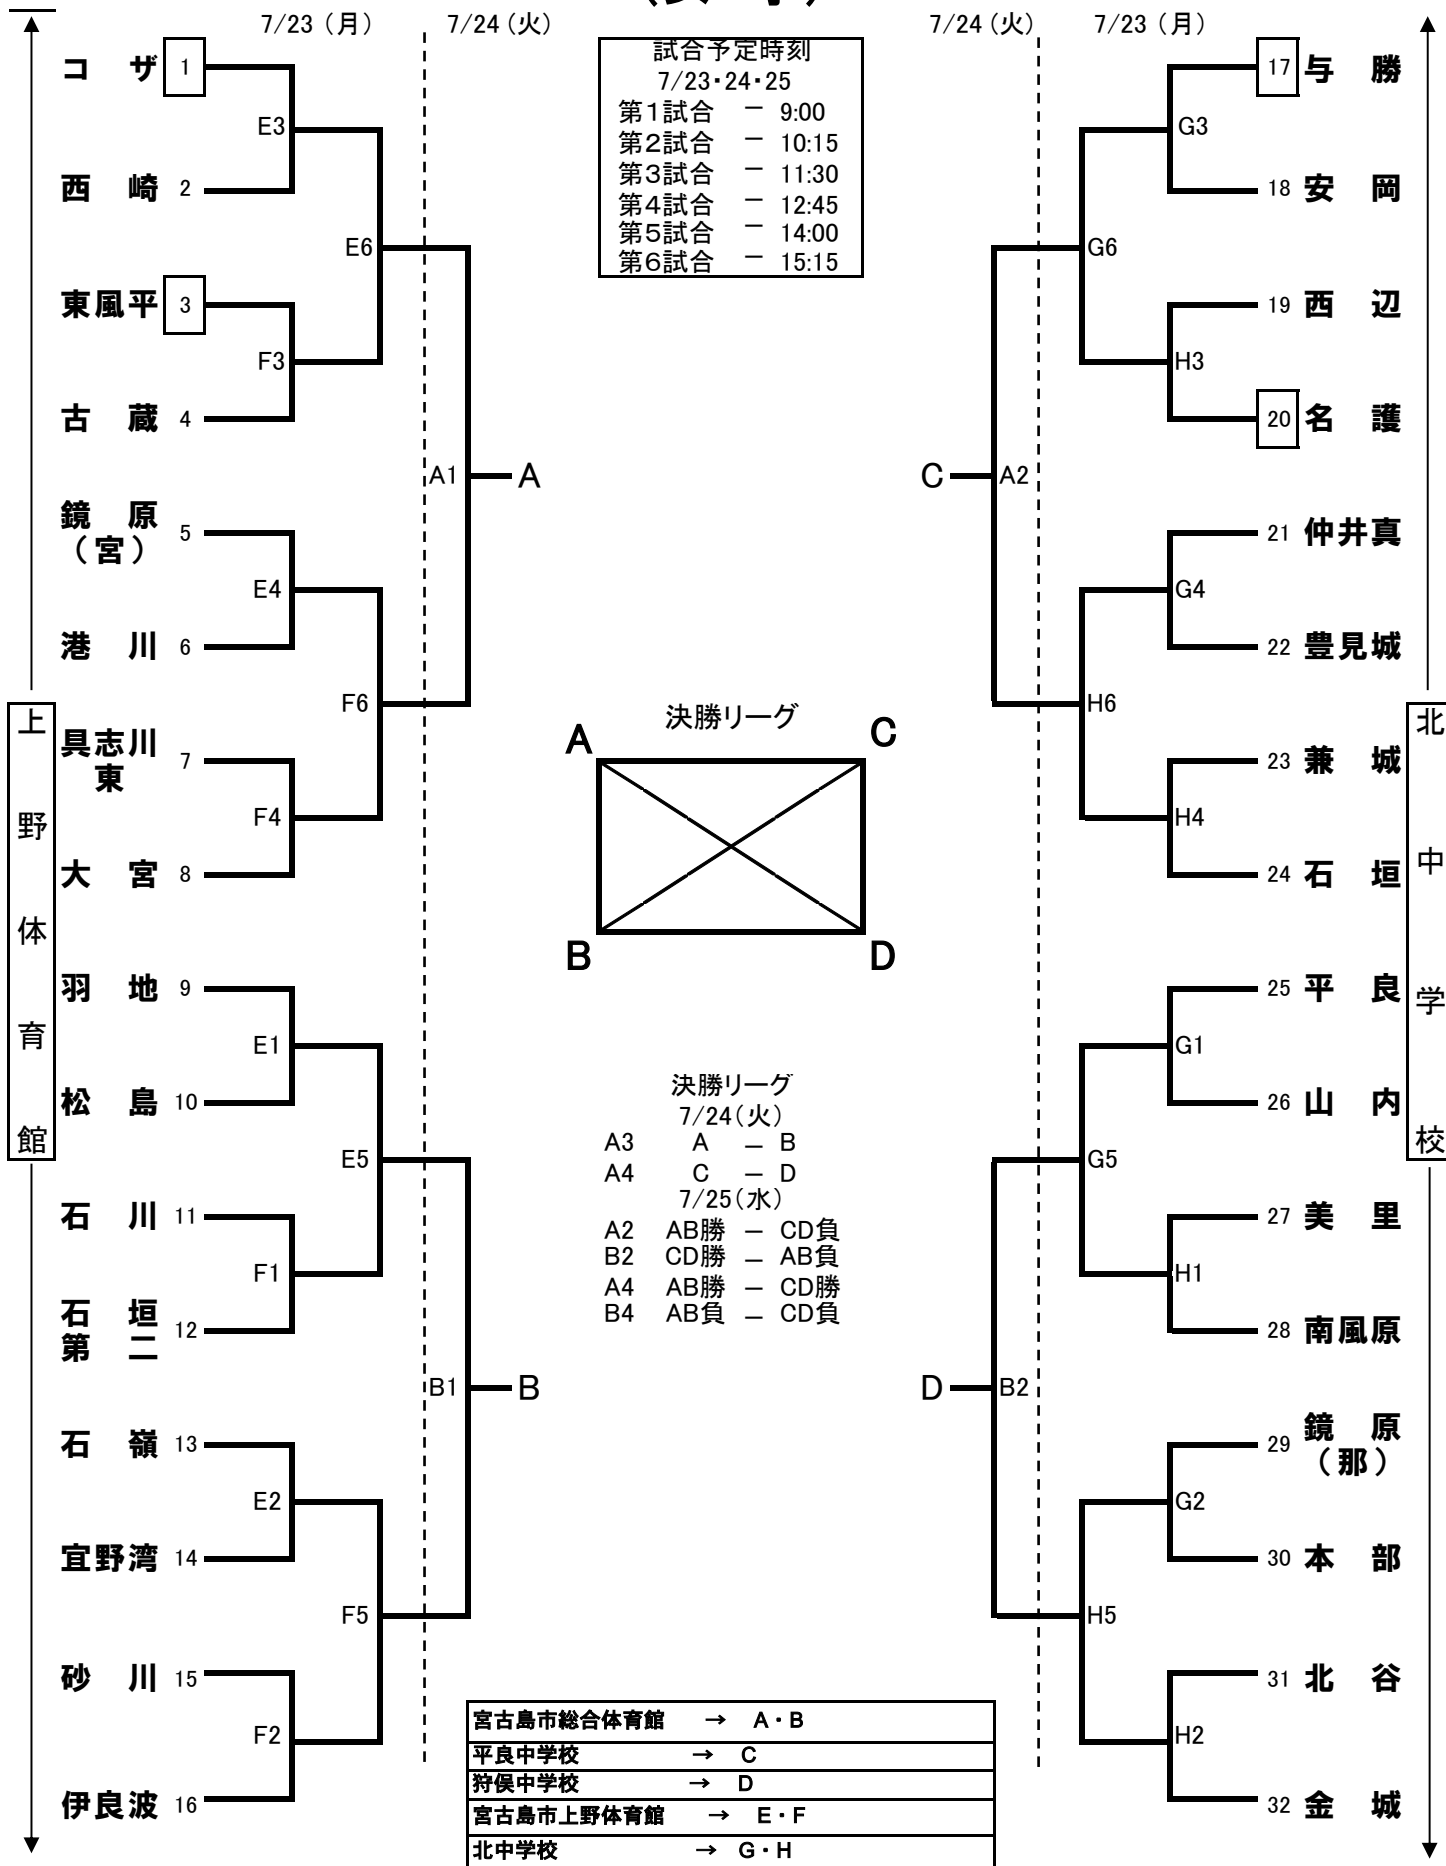 7/23（月）
7/24（火）
7/24（火）
7/23（月）
試合予定時刻
7/23・24・25
第1試合 － 9:00
第2試合 － 10:15
第3試合 － 11:30
第4試合 － 12:45
第5試合 － 14:00
第6試合 － 15:15
コザ 1
E3
西崎 2
E6
東風平 3
F3
古蔵 4
A1
A
鏡原（宮） 5
E4
港川 6
F6
具志川東 7
F4
大宮 8
羽地 9
E1
松島 10
E5
石川 11
F1
石垣第二 12
B1
B
石嶺 13
E2
宜野湾 14
F5
砂川 15
F2
伊良波 16
上野体育館
17 与勝
G3
18 安岡
G6
19 西辺
H3
20 名護
C
A2
21 仲井真
G4
22 豊見城
H6
23 兼城
H4
24 石垣
25 平良
G1
26 山内
G5
27 美里
H1
28 南風原
D
B2
29 鏡原（那）
G2
30 本部
H5
31 北谷
H2
32 金城
北中学校
決勝リーグ
A
C
B
D
決勝リーグ
7/24（火）
A3 A － B
A4 C － D
7/25（水）
A2 AB勝 － CD負
B2 CD勝 － AB負
A4 AB勝 － CD勝
B4 AB負 － CD負
宮古島市総合体育館 → A・B
平良中学校 → C
狩俣中学校 → D
宮古島市上野体育館 → E・F
北中学校 → G・H